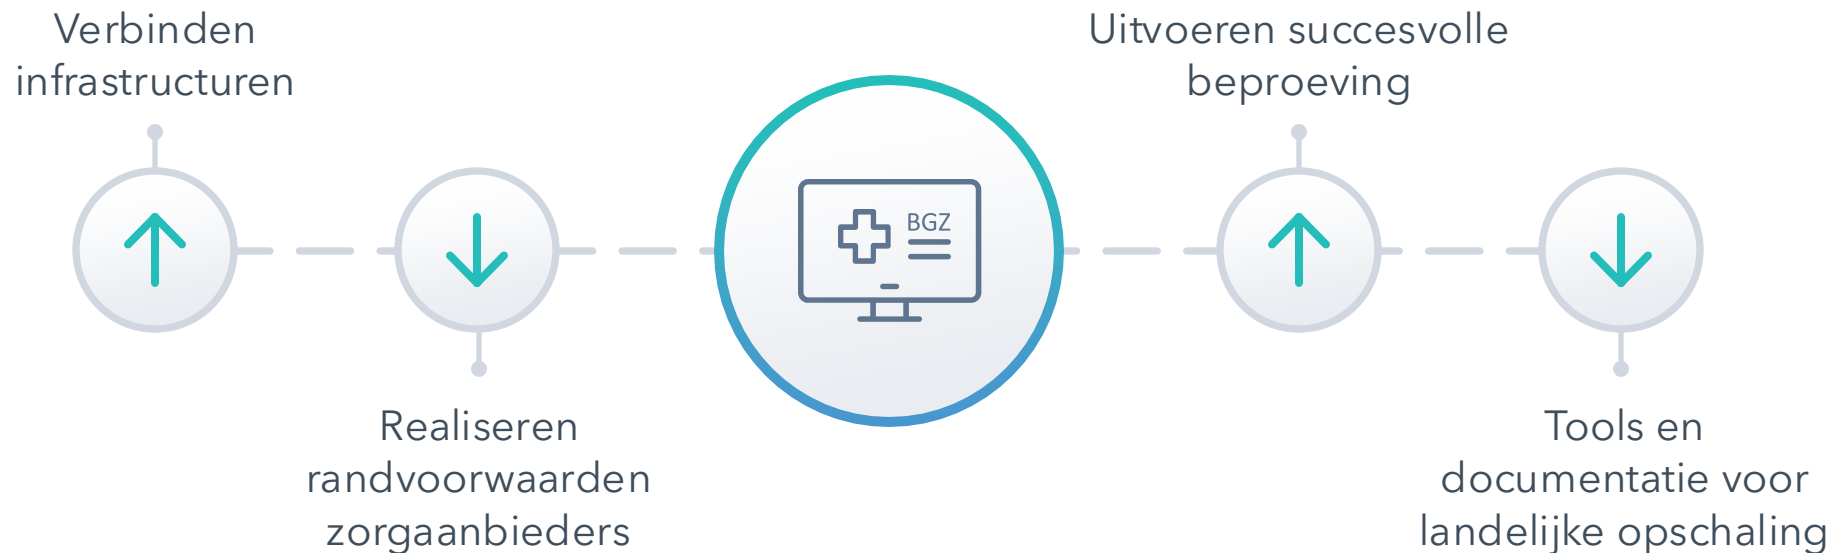 Verbinden
infrastructuren
Realiseren
randvoorwaarden
zorgaanbieders
BGZ
Uitvoeren succesvolle
beproeving
Tools en
documentatie voor
landelijke opschaling